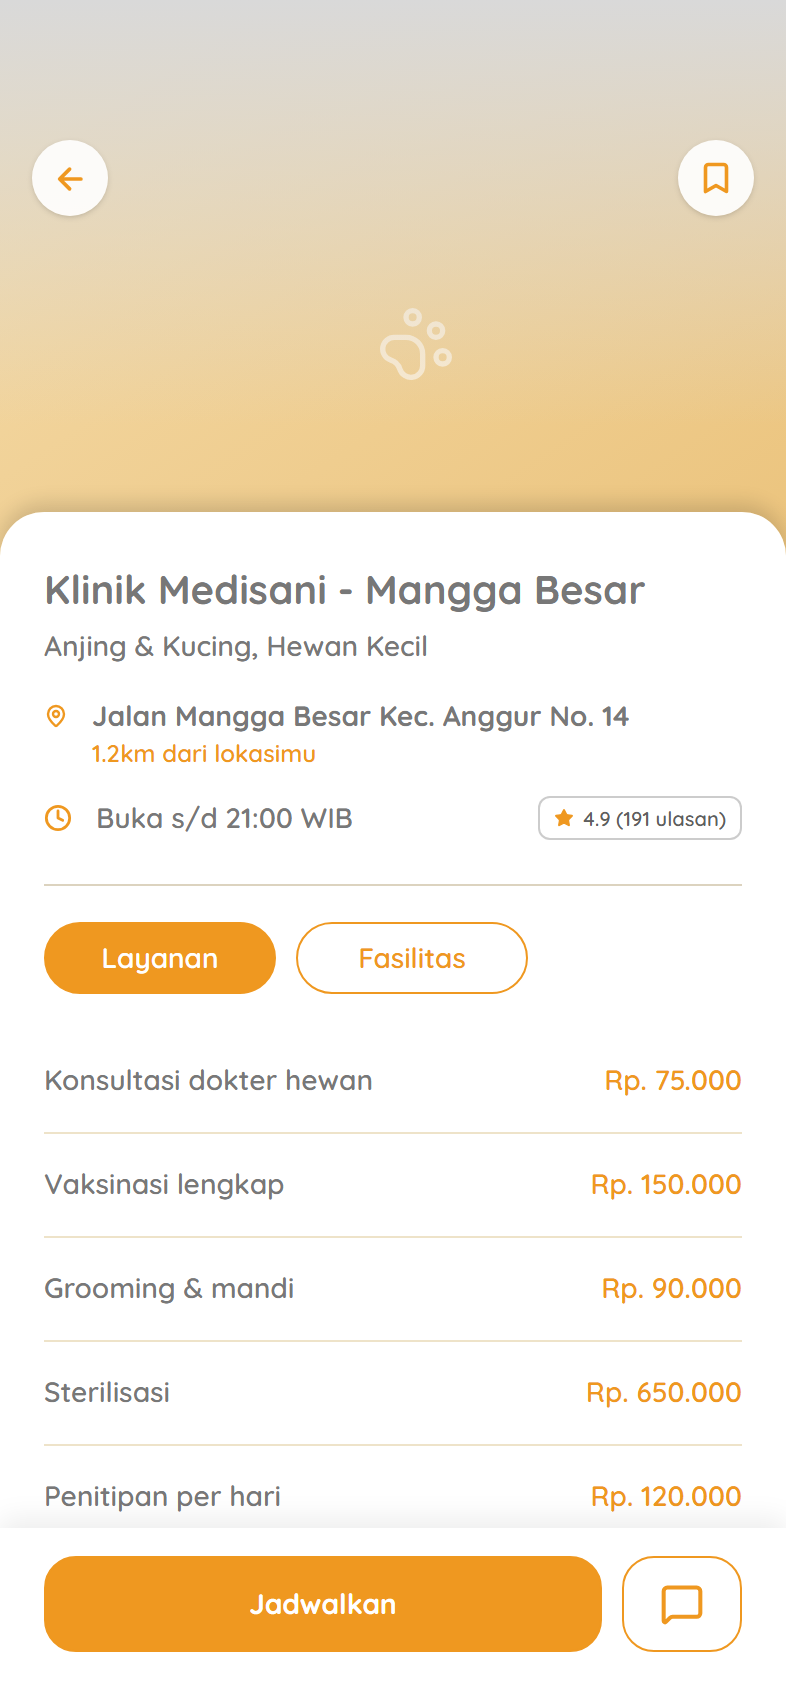 Klinik Medisani - Mangga Besar
Anjing & Kucing, Hewan Kecil
Jalan Mangga Besar Kec. Anggur No. 14
1.2km dari lokasimu
Buka s/d 21:00 WIB
4.9 (191 ulasan)
Layanan
Fasilitas
Konsultasi dokter hewan
Rp. 75.000
Vaksinasi lengkap
Rp. 150.000
Grooming & mandi
Rp. 90.000
Sterilisasi
Rp. 650.000
Penitipan per hari
Rp. 120.000
Jadwalkan